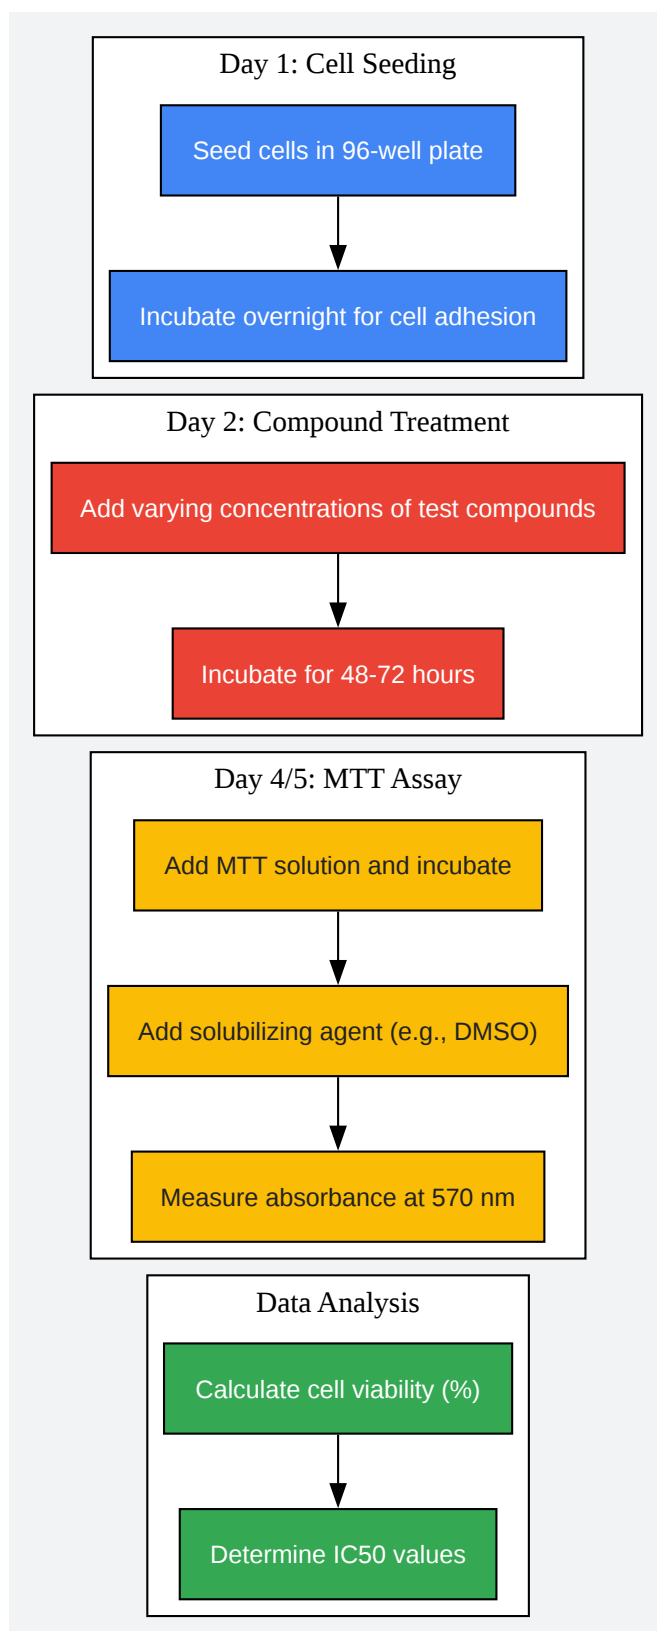 Day 1: Cell Seeding
Seed cells in 96-well plate
Incubate overnight for cell adhesion
Day 2: Compound Treatment
Add varying concentrations of test compounds
Incubate for 48-72 hours
Day 4/5: MTT Assay
Add MTT solution and incubate
Add solubilizing agent (e.g., DMSO)
Measure absorbance at 570 nm
Data Analysis
Calculate cell viability (%)
Determine IC50 values